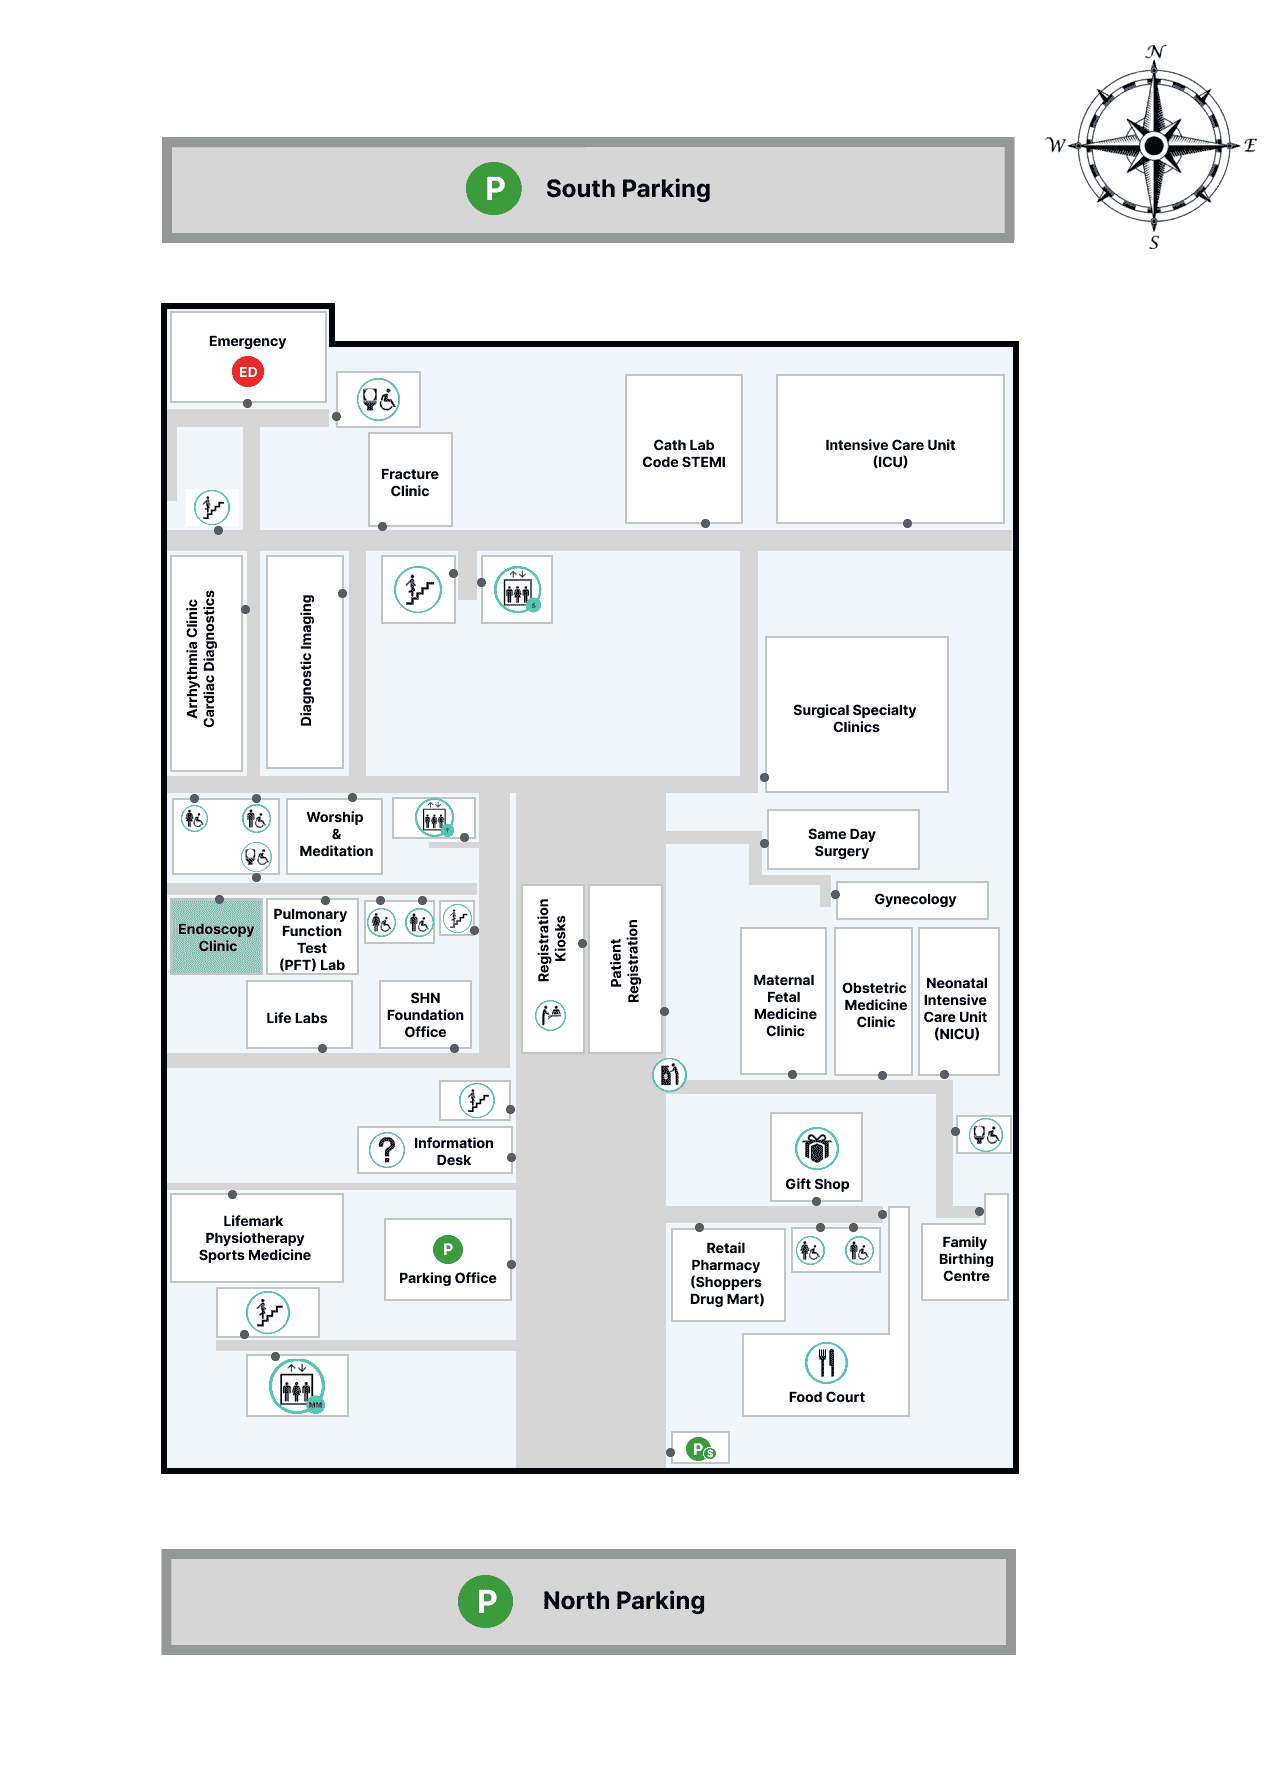 N
W
E
S
P
South Parking
Emergency
ED
Fracture
Clinic
Cath Lab
Code STEMI
Intensive Care Unit
(ICU)
Arrhythmia Clinic
Cardiac Diagnostics
Diagnostic Imaging
S
Surgical Specialty
Clinics
Worship
&
Meditation
Same Day
Surgery
Gynecology
Endoscopy
Clinic
Pulmonary
Function
Test
(PFT) Lab
Registration
Kiosks
Patient
Registration
Life Labs
SHN
Foundation
Office
Maternal
Fetal
Medicine
Clinic
Obstetric
Medicine
Clinic
Neonatal
Intensive
Care Unit
(NICU)
?
Information
Desk
Gift Shop
Lifemark
Physiotherapy
Sports Medicine
P
Parking Office
Retail
Pharmacy
(Shoppers
Drug Mart)
Family
Birthing
Centre
MM
Food Court
P
$
P
North Parking